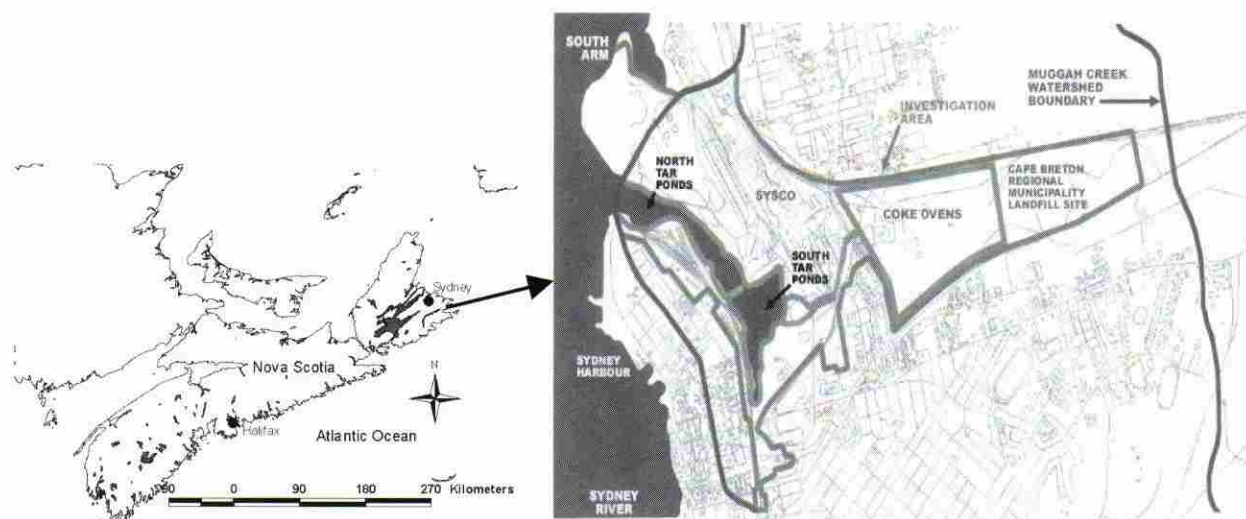 Sydney
Nova Scotia
N
Halifax
Atlantic Ocean
90 0 90 180 270 Kilometers
SOUTH
ARM
MUGGAH CREEK
WATERSHED
BOUNDARY
INVESTIGATION
AREA
NORTH
TAR
PONDS
SYSCO
COKE OVENS
CAPE BRETON
REGIONAL
MUNICIPALITY
LANDFILL SITE
SOUTH
TAR
PONDS
SYDNEY
HARBOUR
SYDNEY
RIVER